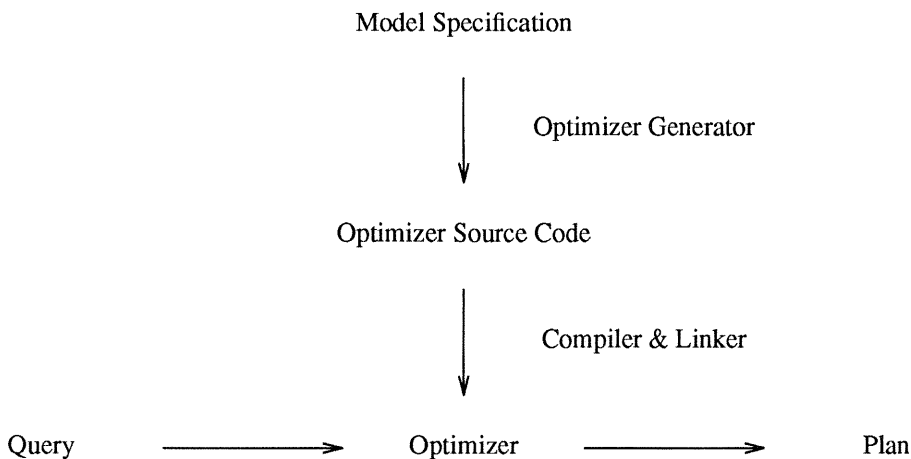 Model Specification
Optimizer Generator
Optimizer Source Code
Compiler & Linker
Query Optimizer Plan